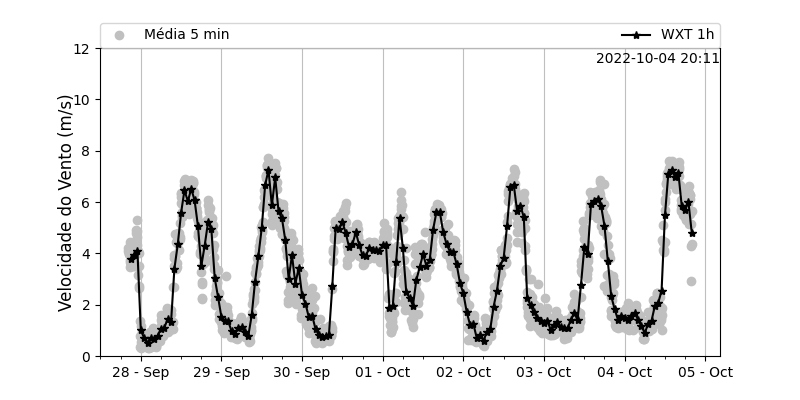 Média 5 min
WXT 1h
2022-10-04 20:11
Velocidade do Vento (m/s)
12
10
8
6
4
2
0
28 - Sep
29 - Sep
30 - Sep
01 - Oct
02 - Oct
03 - Oct
04 - Oct
05 - Oct